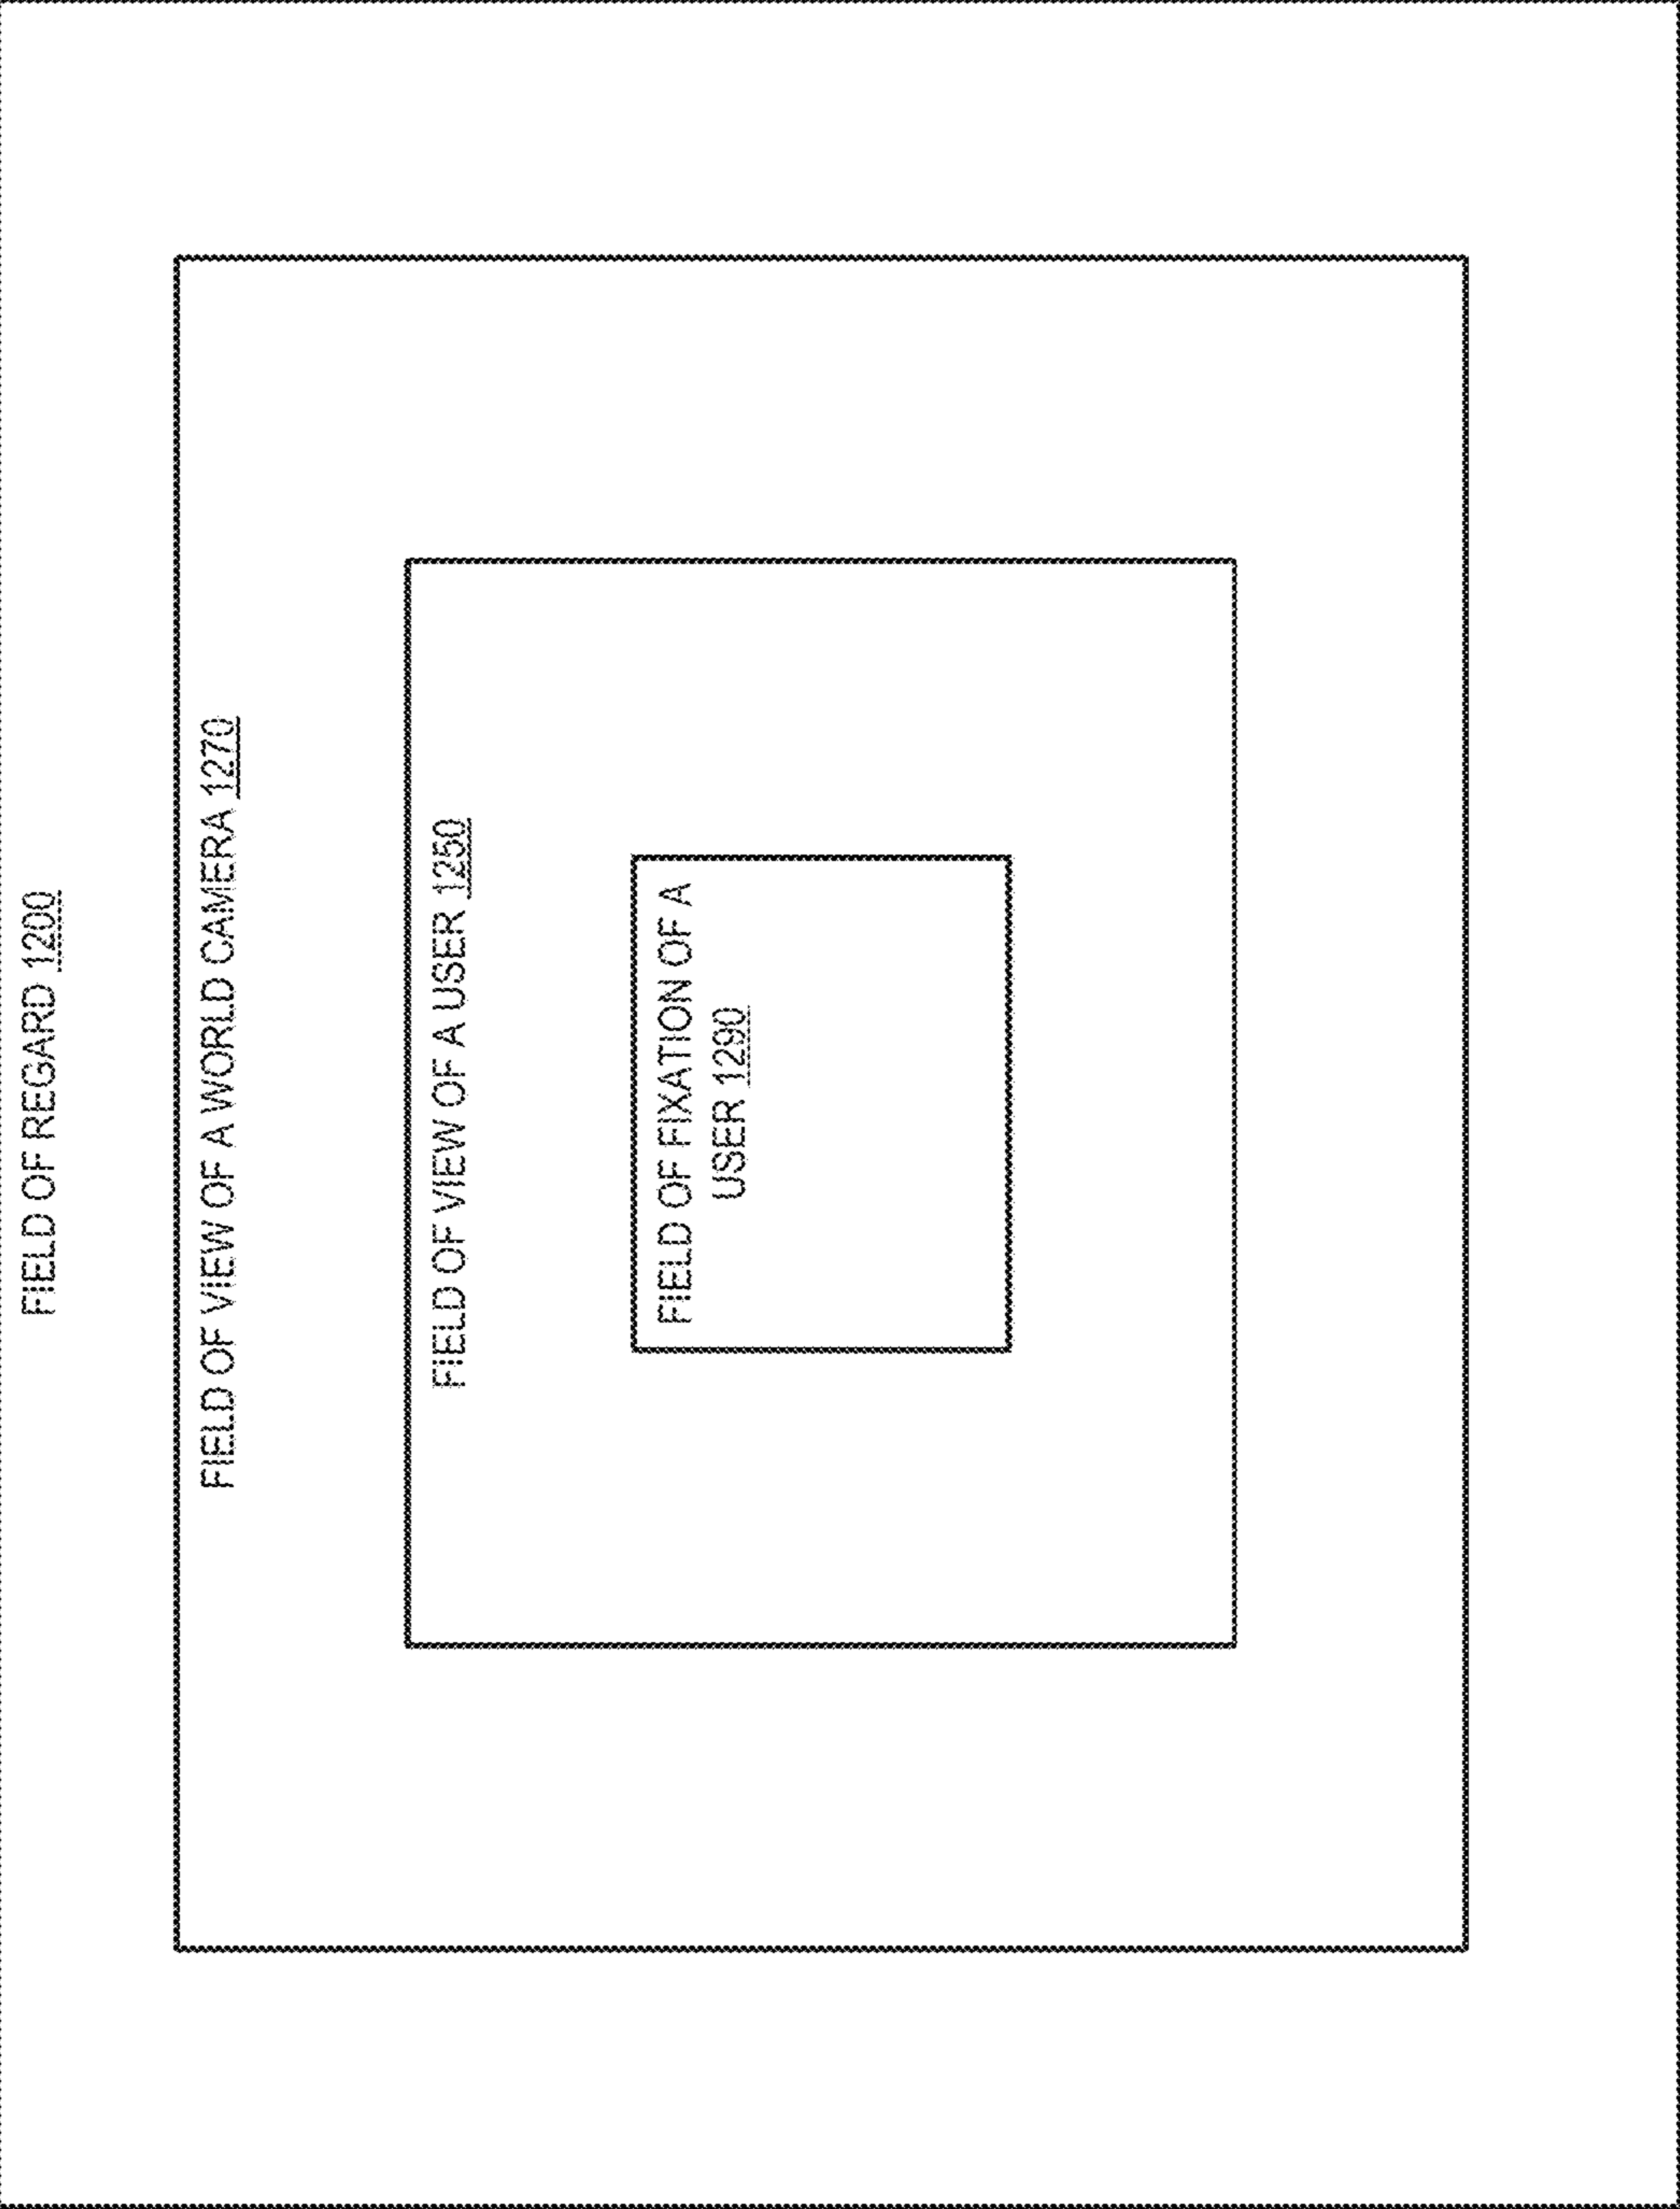 FIELD OF REGARD 1200
FIELD OF VIEW OF A WORLD CAMERA 1270
FIELD OF VIEW OF A USER 1250
FIELD OF FIXATION OF A
USER 1290